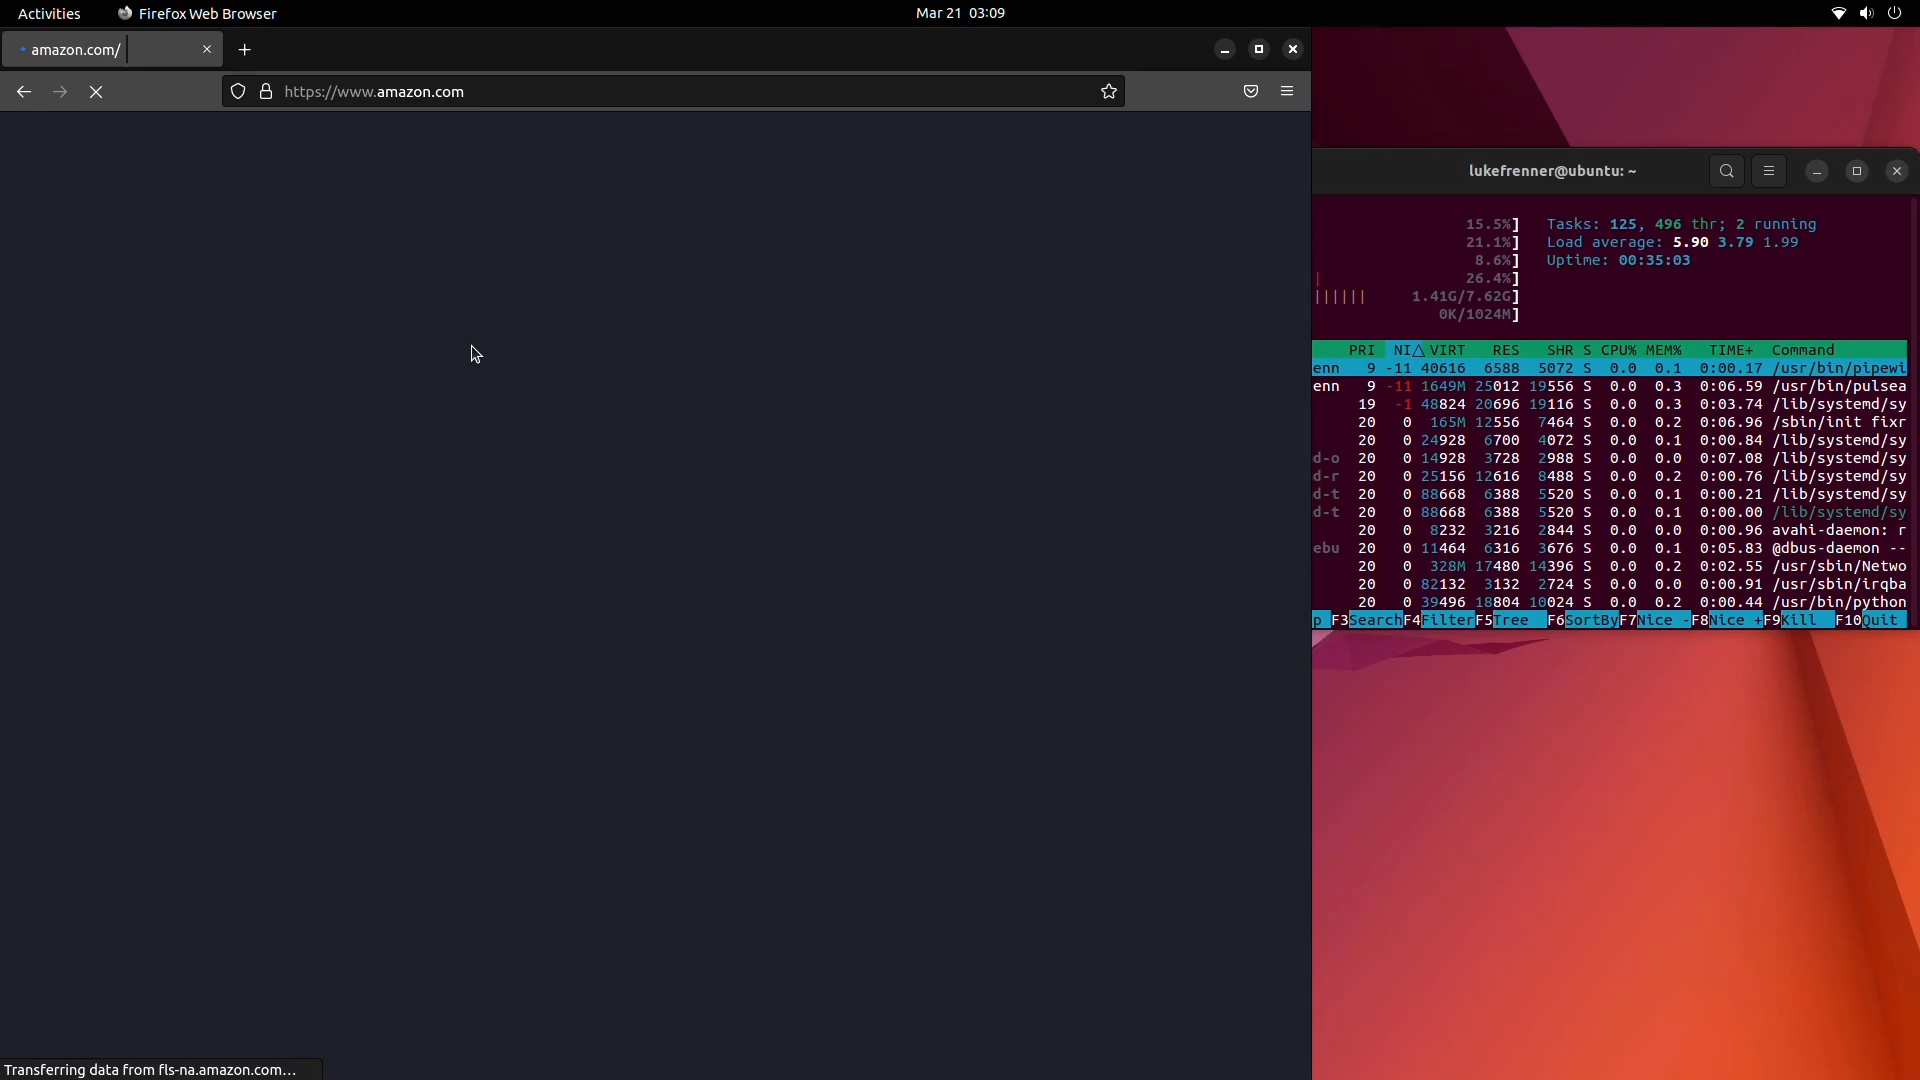 Activities Firefox Web Browser Mar 21 03:09
amazon.com/
https://www.amazon.com
lukefrenner@ubuntu: ~
15.5%] Tasks: 125, 496 thr; 2 running
21.1%] Load average: 5.90 3.79 1.99
8.6%] Uptime: 00:35:03
| 26.4%]
|||||| 1.41G/7.62G]
0K/1024M]
PRI NI△ VIRT RES SHR S CPU% MEM% TIME+ Command
enn 9 -11 40616 6588 5072 S 0.0 0.1 0:00.17 /usr/bin/pipewi
enn 9 -11 1649M 25012 19556 S 0.0 0.3 0:06.59 /usr/bin/pulsea
19 -1 48824 20696 19116 S 0.0 0.3 0:03.74 /lib/systemd/sy
20 0 165M 12556 7464 S 0.0 0.2 0:06.96 /sbin/init fixr
20 0 24928 6700 4072 S 0.0 0.1 0:00.84 /lib/systemd/sy
d-o 20 0 14928 3728 2988 S 0.0 0.0 0:07.08 /lib/systemd/sy
d-r 20 0 25156 12616 8488 S 0.0 0.2 0:00.76 /lib/systemd/sy
d-t 20 0 88668 6388 5520 S 0.0 0.1 0:00.21 /lib/systemd/sy
d-t 20 0 88668 6388 5520 S 0.0 0.1 0:00.00 /lib/systemd/sy
20 0 8232 3216 2844 S 0.0 0.0 0:00.96 avahi-daemon: r
ebu 20 0 11464 6316 3676 S 0.0 0.1 0:05.83 @dbus-daemon --
20 0 328M 17480 14396 S 0.0 0.2 0:02.55 /usr/sbin/Netwo
20 0 82132 3132 2724 S 0.0 0.0 0:00.91 /usr/sbin/irqba
20 0 39496 18804 10024 S 0.0 0.2 0:00.44 /usr/bin/python
p F3Search F4Filter F5Tree F6SortBy F7Nice - F8Nice + F9Kill F10Quit
Transferring data from fls-na.amazon.com…